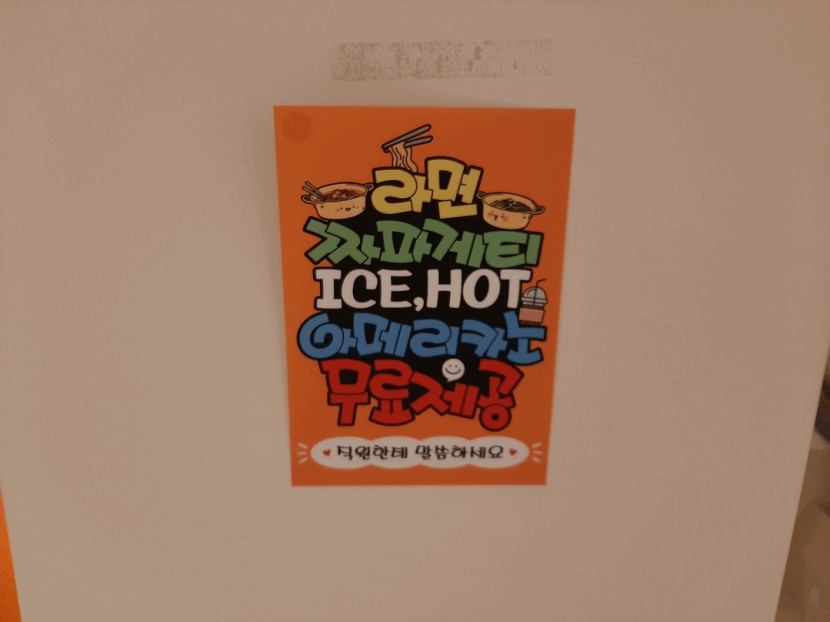 라면
짜파게티
ICE,HOT
아메리카노
무료제공
직원한테 말씀하세요